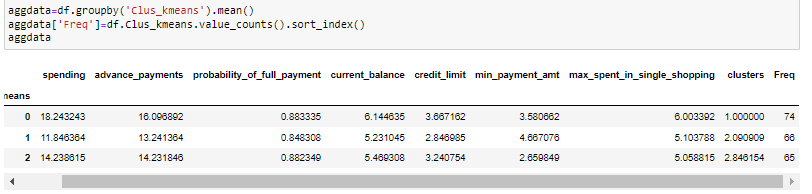 aggdata=df.groupby('Clus_kmeans').mean()
aggdata['Freq']=df.Clus_kmeans.value_counts().sort_index()
aggdata
spending advance_payments probability_of_full_payment current_balance credit_limit min_payment_amt max_spent_in_single_shopping clusters Freq
means
0 18.243243 16.096892 0.883335 6.144635 3.667162 3.580662 6.003392 1.000000 74
1 11.846364 13.241364 0.848308 5.231045 2.846985 4.667076 5.103788 2.090909 66
2 14.238615 14.231846 0.882349 5.469308 3.240754 2.659849 5.058815 2.846154 65